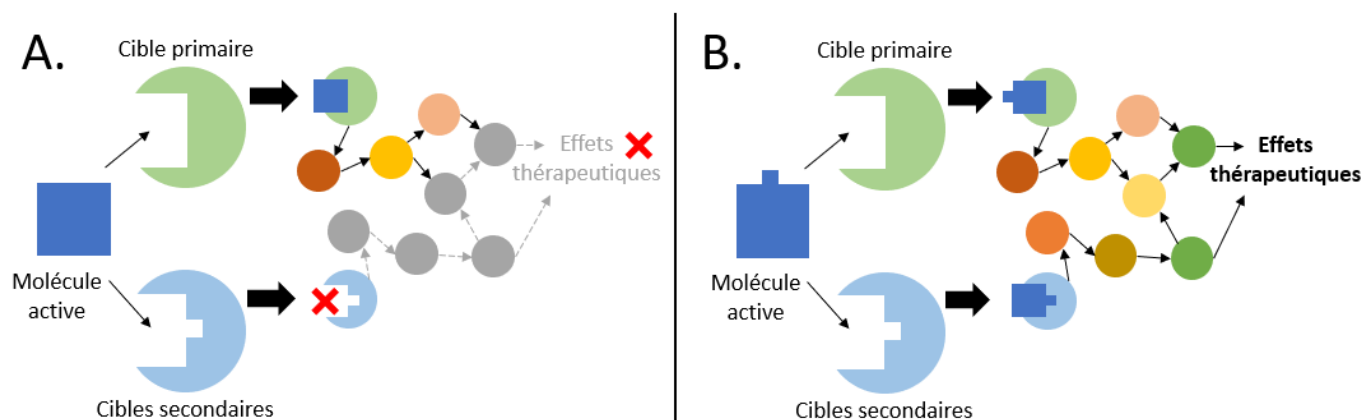 A.
Cible primaire
Effets
thérapeutiques
Molécule
active
Cibles secondaires
B.
Cible primaire
Effets
thérapeutiques
Molécule
active
Cibles secondaires